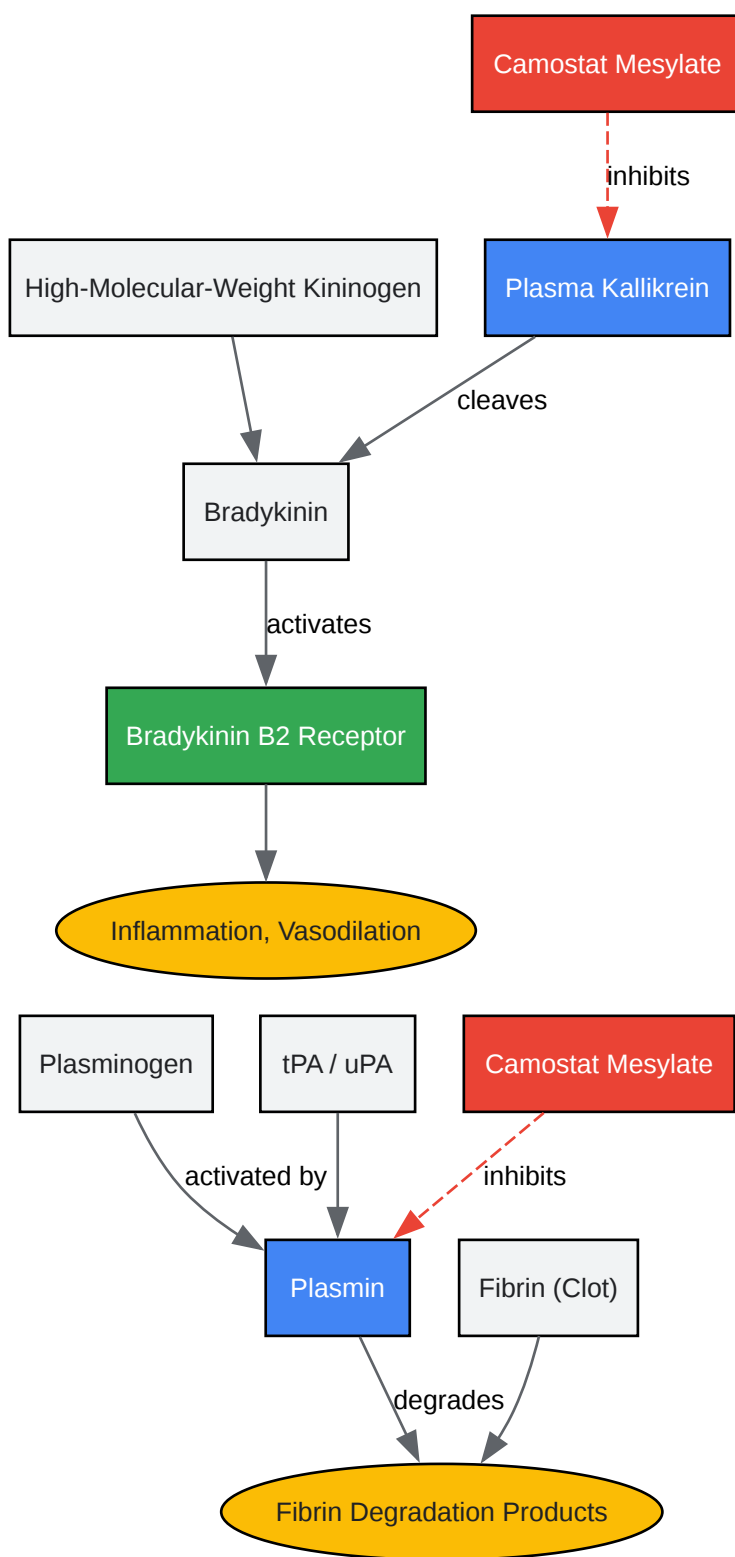 Camostat Mesylate
inhibits
High-Molecular-Weight Kininogen
Plasma Kallikrein
cleaves
Bradykinin
activates
Bradykinin B2 Receptor
Inflammation, Vasodilation
Plasminogen
tPA / uPA
Camostat Mesylate
activated by
inhibits
Plasmin
Fibrin (Clot)
degrades
Fibrin Degradation Products